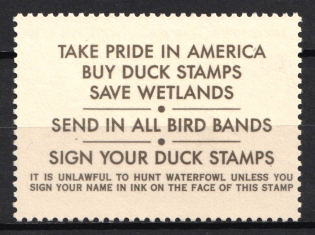 TAKE PRIDE IN AMERICA
BUY DUCK STAMPS
SAVE WETLANDS
SEND IN ALL BIRD BANDS
SIGN YOUR DUCK STAMPS
IT IS UNLAWFUL TO HUNT WATERFOWL UNLESS YOU
SIGN YOUR NAME IN INK ON THE FACE OF THIS STAMP